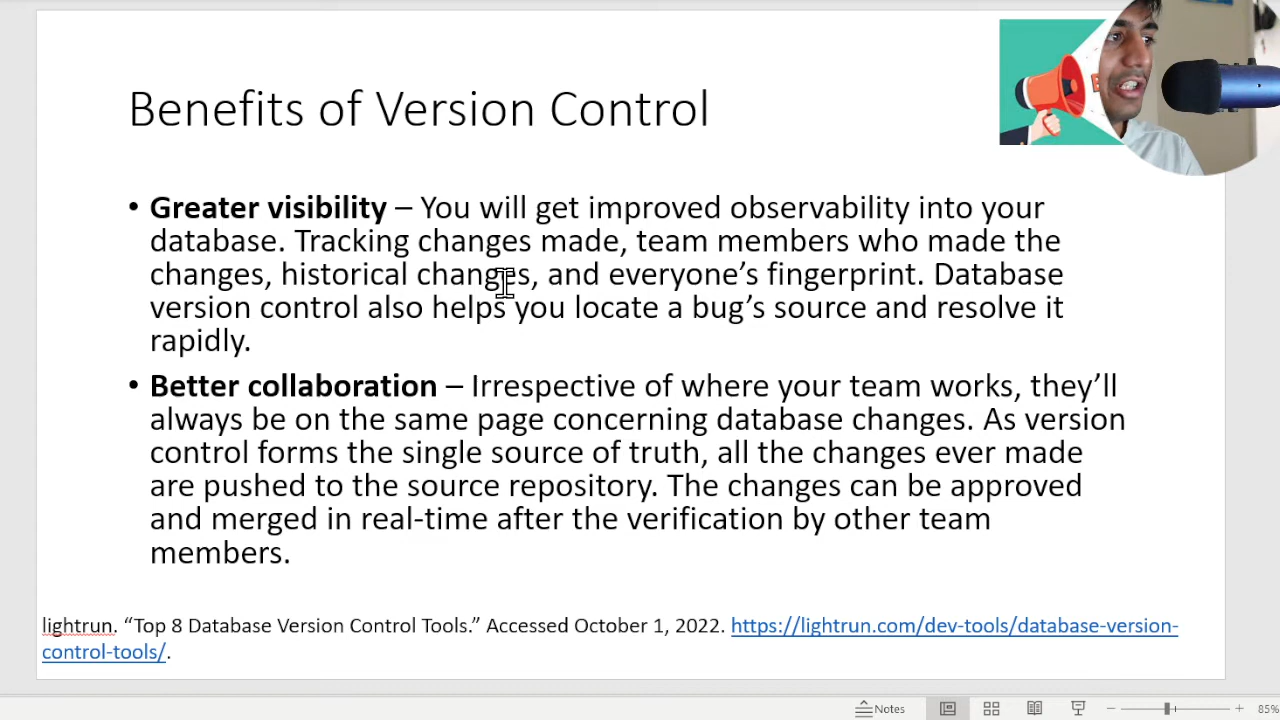 Benefits of Version Control
• Greater visibility – You will get improved observability into your
database. Tracking changes made, team members who made the
changes, historical changes, and everyone’s fingerprint. Database
version control also helps you locate a bug’s source and resolve it
rapidly.
• Better collaboration – Irrespective of where your team works, they’ll
always be on the same page concerning database changes. As version
control forms the single source of truth, all the changes ever made
are pushed to the source repository. The changes can be approved
and merged in real-time after the verification by other team
members.
lightrun. “Top 8 Database Version Control Tools.” Accessed October 1, 2022. https://lightrun.com/dev-tools/database-version-
control-tools/.
Notes
85%